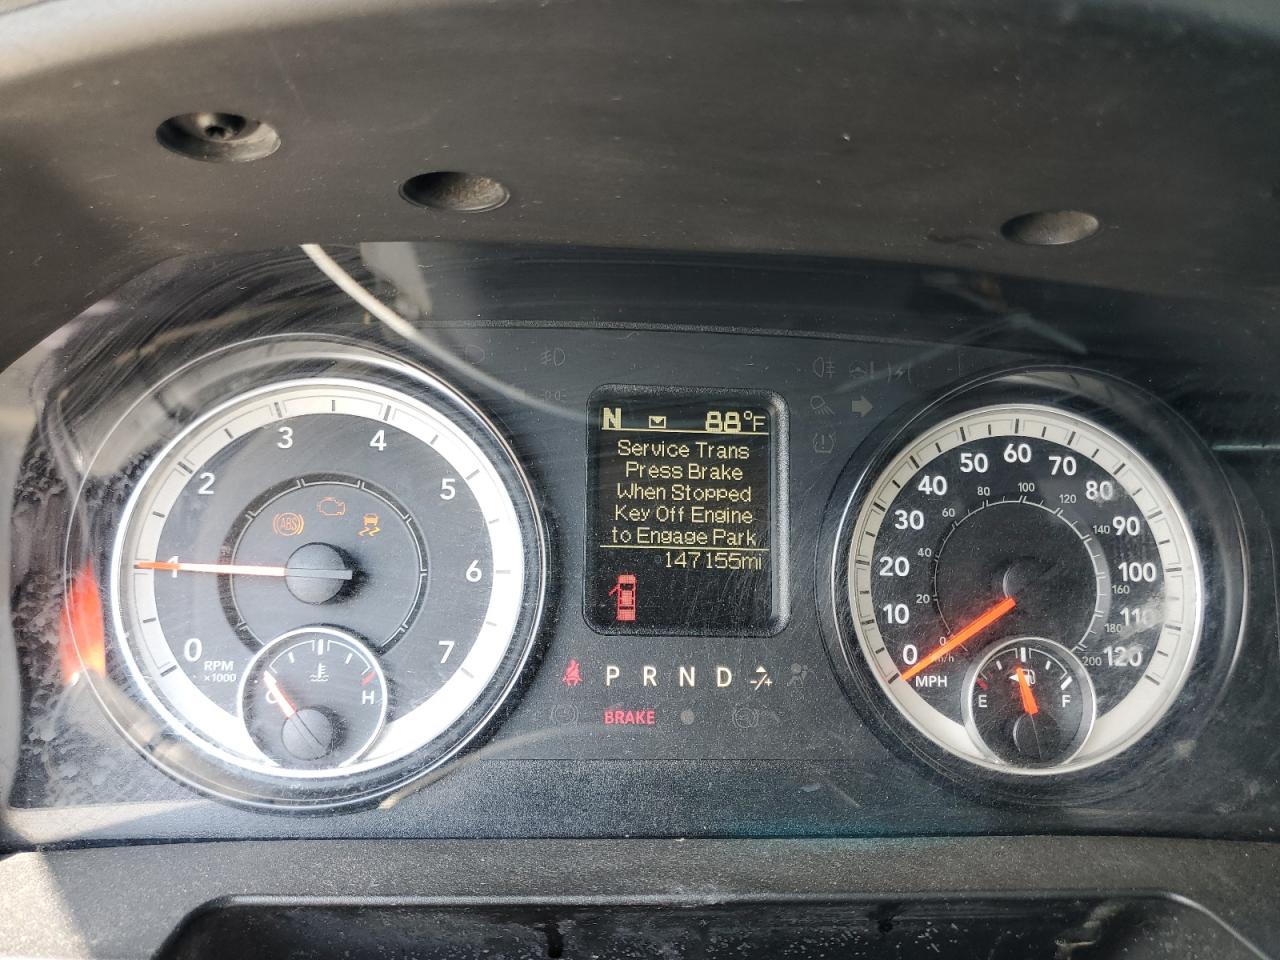 N 88°F
Service Trans
Press Brake
When Stopped
Key Off Engine
to Engage Park
147155mi
0 1 2 3 4 5 6 7
RPM
x1000
ABS
C H
P R N D -/+
BRAKE
0 10 20 30 40 50 60 70 80 90 100 110 120
MPH
0 20 40 60 80 100 120 140 160 180 200
km/h
E F